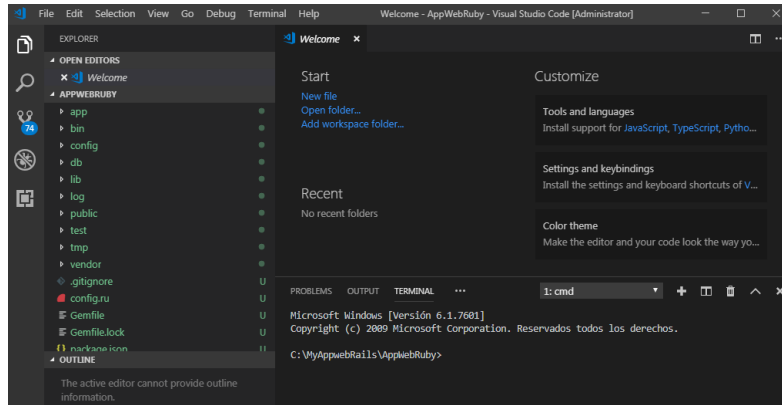 File Edit Selection View Go Debug Terminal Help Welcome - AppWebRuby - Visual Studio Code [Administrator]
EXPLORER
OPEN EDITORS
Welcome
APPWEBRUBY
app
bin
config
db
lib
log
public
test
tmp
vendor
.gitignore U
config.ru U
Gemfile U
Gemfile.lock U
{} package.json U
OUTLINE
The active editor cannot provide outline
information.
74
Welcome
Start
New file
Open folder...
Add workspace folder...
Recent
No recent folders
Customize
Tools and languages
Install support for JavaScript, TypeScript, Pytho...
Settings and keybindings
Install the settings and keyboard shortcuts of V...
Color theme
Make the editor and your code look the way yo...
PROBLEMS OUTPUT TERMINAL ... 1: cmd
Microsoft Windows [Versión 6.1.7601]
Copyright (c) 2009 Microsoft Corporation. Reservados todos los derechos.
C:\MyAppwebRails\AppWebRuby>